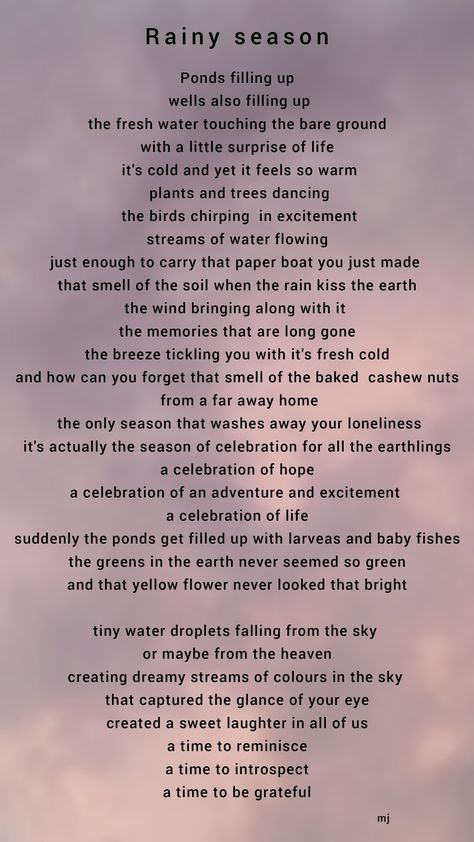 Rainy season
Ponds filling up
wells also filling up
the fresh water touching the bare ground
with a little surprise of life
it's cold and yet it feels so warm
plants and trees dancing
the birds chirping in excitement
streams of water flowing
just enough to carry that paper boat you just made
that smell of the soil when the rain kiss the earth
the wind bringing along with it
the memories that are long gone
the breeze tickling you with it's fresh cold
and how can you forget that smell of the baked cashew nuts
from a far away home
the only season that washes away your loneliness
it's actually the season of celebration for all the earthlings
a celebration of hope
a celebration of an adventure and excitement
a celebration of life
suddenly the ponds get filled up with larveas and baby fishes
the greens in the earth never seemed so green
and that yellow flower never looked that bright
tiny water droplets falling from the sky
or maybe from the heaven
creating dreamy streams of colours in the sky
that captured the glance of your eye
created a sweet laughter in all of us
a time to reminisce
a time to introspect
a time to be grateful
mj